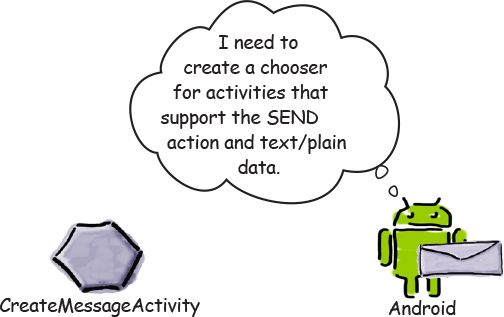 I need to
create a chooser
for activities that
support the SEND
action and text/plain
data.
CreateMessageActivity
Android